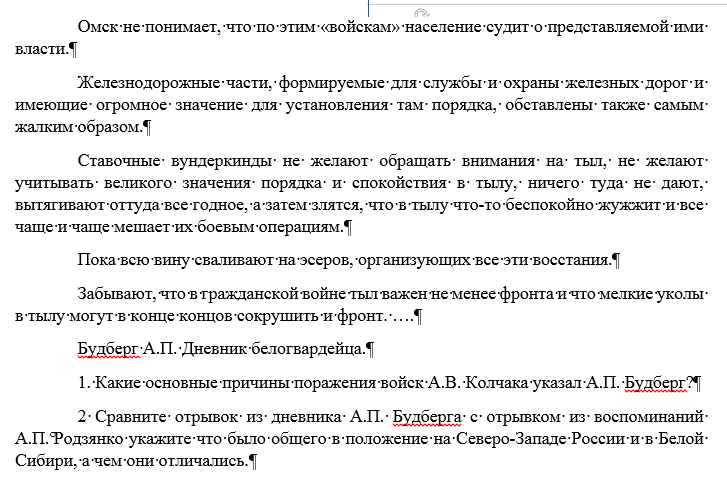 Омск не понимает, что по этим «войскам» население судит о представляемой ими
власти.¶
Железнодорожные части, формируемые для службы и охраны железных дорог и
имеющие огромное значение для установления там порядка, обставлены также самым
жалким образом.¶
Ставочные вундеркинды не желают обращать внимания на тыл, не желают
учитывать великого значения порядка и спокойствия в тылу, ничего туда не дают,
вытягивают оттуда все годное, а затем злятся, что в тылу что-то беспокойно жужжит и все
чаще и чаще мешает их боевым операциям.¶
Пока всю вину сваливают на эсеров, организующих все эти восстания.¶
Забывают, что в гражданской войне тыл важен не менее фронта и что мелкие уколы
в тылу могут в конце концов сокрушить и фронт. ….¶
Будберг А.П. Дневник белогвардейца.¶
1. Какие основные причины поражения войск А.В. Колчака указал А.П. Будберг?¶
2 Сравните отрывок из дневника А.П. Будберга с отрывком из воспоминаний
А.П. Родзянко укажите что было общего в положение на Северо-Западе России и в Белой
Сибири, а чем они отличались.¶